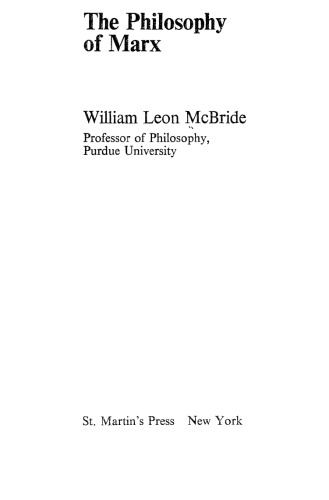 The Philosophy
of Marx
William Leon McBride
Professor of Philosophy,
Purdue University
St. Martin's Press New York